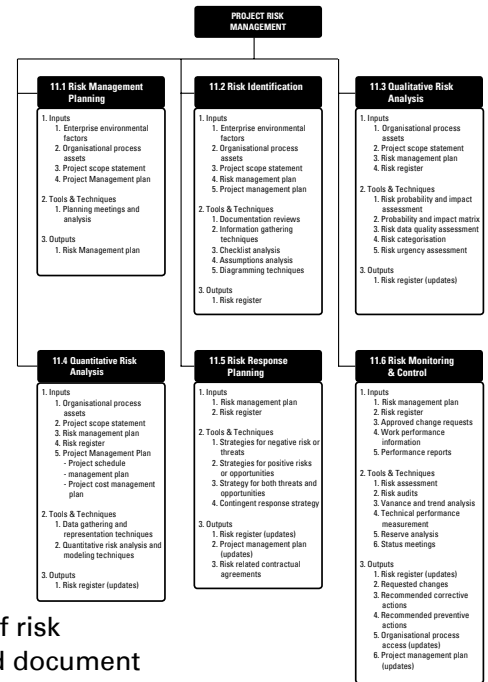 PROJECT RISK
MANAGEMENT
11.1 Risk Management
Planning
1. Inputs
1. Enterprise environmental
factors
2. Organisational process
assets
3. Project scope statement
4. Project Management plan
2. Tools & Techniques
1. Planning meetings and
analysis
3. Outputs
1. Risk Management plan
11.2 Risk Identification
1. Inputs
1. Enterprise environmental
factors
2. Organisational process
assets
3. Project scope statement
4. Risk management plan
5. Project management plan
2. Tools & Techniques
1. Documentation reviews
2. Information gathering
techniques
3. Checklist analysis
4. Assumptions analysis
5. Diagramming techniques
3. Outputs
1. Risk register
11.3 Qualitative Risk
Analysis
1. Inputs
1. Organisational process
assets
2. Project scope statement
3. Risk management plan
4. Risk register
2. Tools & Techniques
1. Risk probability and impact
assessment
2. Probability and impact matrix
3. Risk data quality assessment
4. Risk categorisation
5. Risk urgency assessment
3. Outputs
1. Risk register (updates)
11.4 Quantitative Risk
Analysis
1. Inputs
1. Organisational process
assets
2. Project scope statement
3. Risk management plan
4. Risk register
5. Project Management Plan
- Project schedule
- management plan
- Project cost management
plan
2. Tools & Techniques
1. Data gathering and
representation techniques
2. Quantitative risk analysis and
modeling techniques
3. Outputs
1. Risk register (updates)
11.5 Risk Response
Planning
1. Inputs
1. Risk management plan
2. Risk register
2. Tools & Techniques
1. Strategies for negative risk or
threats
2. Strategies for positive risks
or opportunities
3. Strategy for both threats and
opportunities
4. Contingent response strategy
3. Outputs
1. Risk register (updates)
2. Project management plan
(updates)
3. Risk related contractual
agreements
11.6 Risk Monitoring
& Control
1. Inputs
1. Risk management plan
2. Risk register
3. Approved change requests
4. Work performance
information
5. Performance reports
2. Tools & Techniques
1. Risk assessment
2. Risk audits
3. Vanance and trend analysis
4. Technical performance
measurement
5. Reserve analysis
6. Status meetings
3. Outputs
1. Risk register (updates)
2. Requested changes
3. Recommended corrective
actions
4. Recommended preventive
actions
5. Organisational process
access (updates)
6. Project management plan
(updates)
f risk
d document